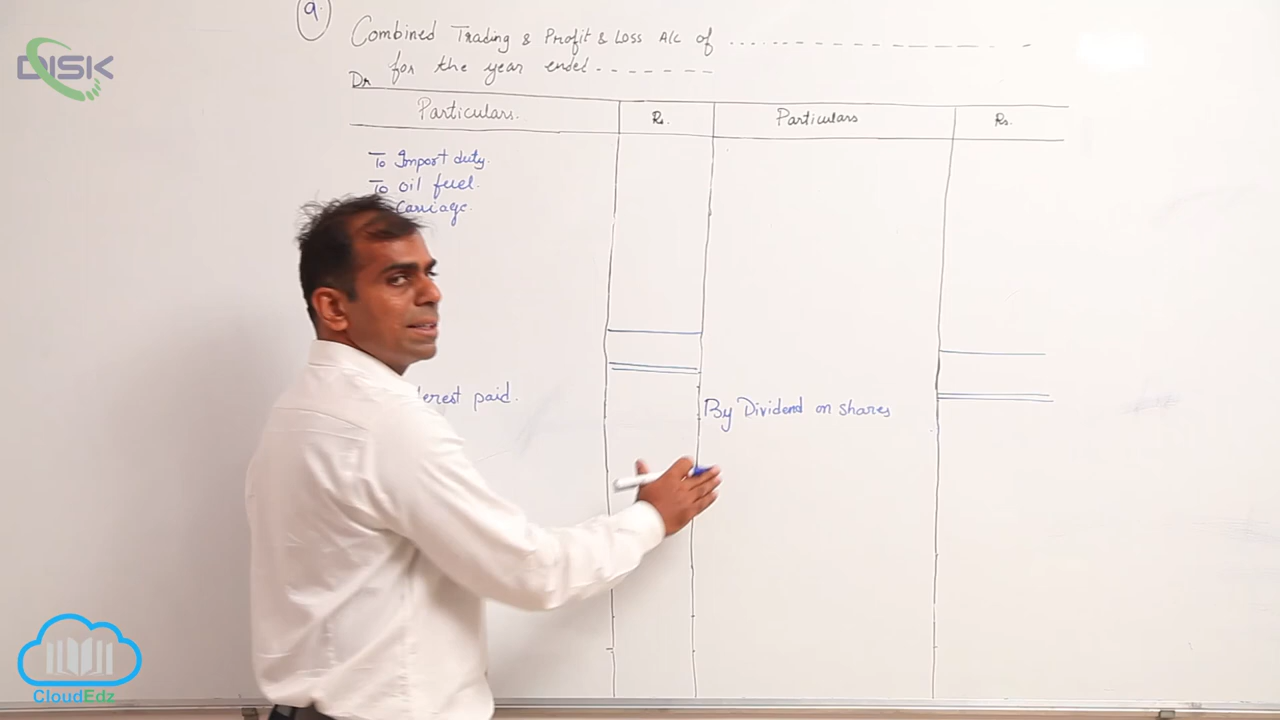 9.
Combined Trading & Profit & Loss A/c of
for the year ended
Dr
Particulars. Rs. Particulars Rs.
To Import duty.
To Oil fuel.
Carriage.
terest paid.
By Dividend on shares
DISK
CloudEdz